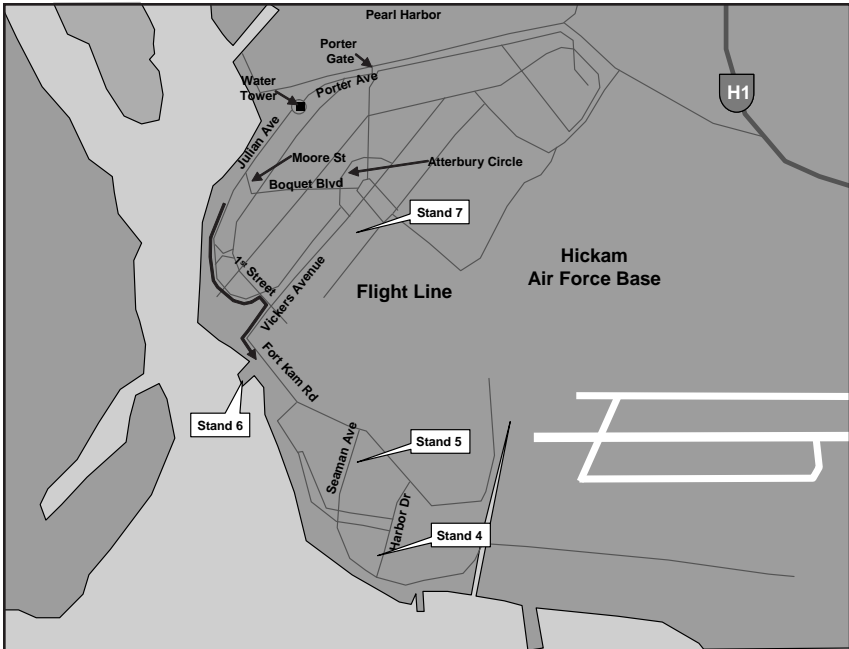 Pearl Harbor
Porter
Gate
Water
Tower
Porter Ave
H1
Julian Ave
Moore St
Atterbury Circle
Boquet Blvd
Stand 7
1st Street
Hickam
Air Force Base
Vickers Avenue
Flight Line
Fort Kam Rd
Stand 6
Seaman Ave
Stand 5
Harbor Dr
Stand 4